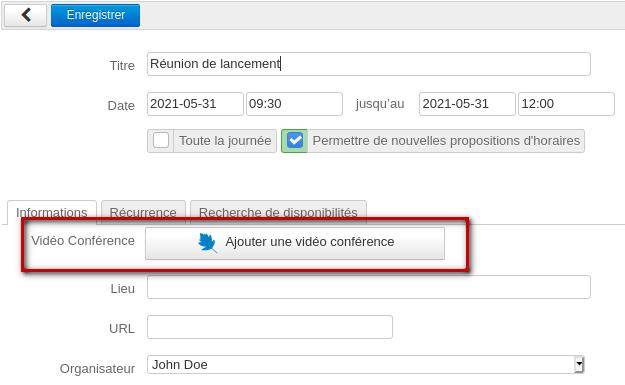 Enregistrer
Titre Réunion de lancement
Date 2021-05-31 09:30 jusqu'au 2021-05-31 12:00
Toute la journée Permettre de nouvelles propositions d'horaires
Informations Récurrence Recherche de disponibilités
Vidéo Conférence Ajouter une vidéo conférence
Lieu
URL
Organisateur John Doe